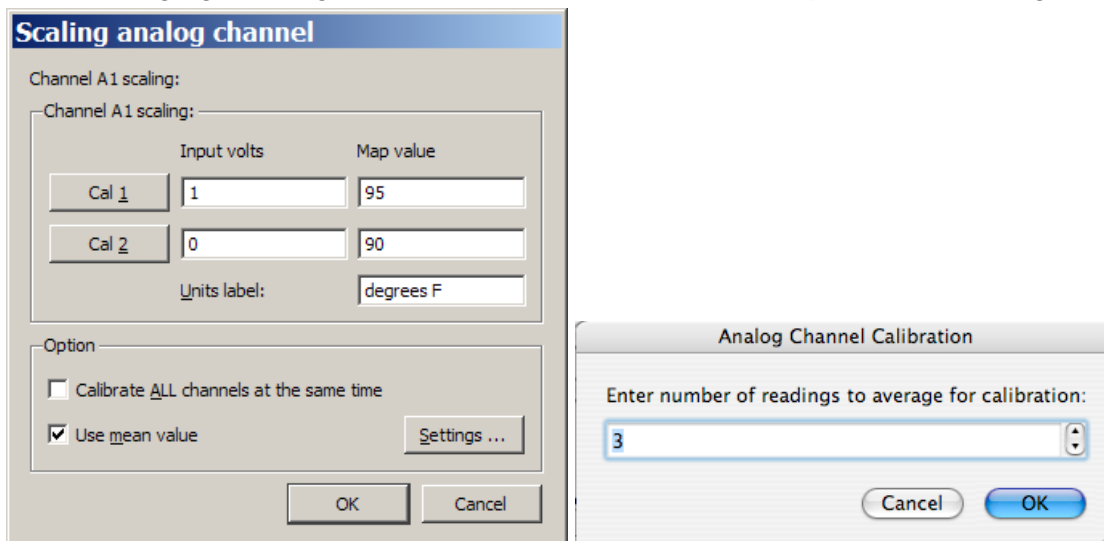 Scaling analog channel
Channel A1 scaling:
Channel A1 scaling:
Input volts Map value
Cal 1 1 95
Cal 2 0 90
Units label: degrees F
Option
Calibrate ALL channels at the same time
Use mean value Settings ...
OK Cancel
Analog Channel Calibration
Enter number of readings to average for calibration:
3
Cancel OK